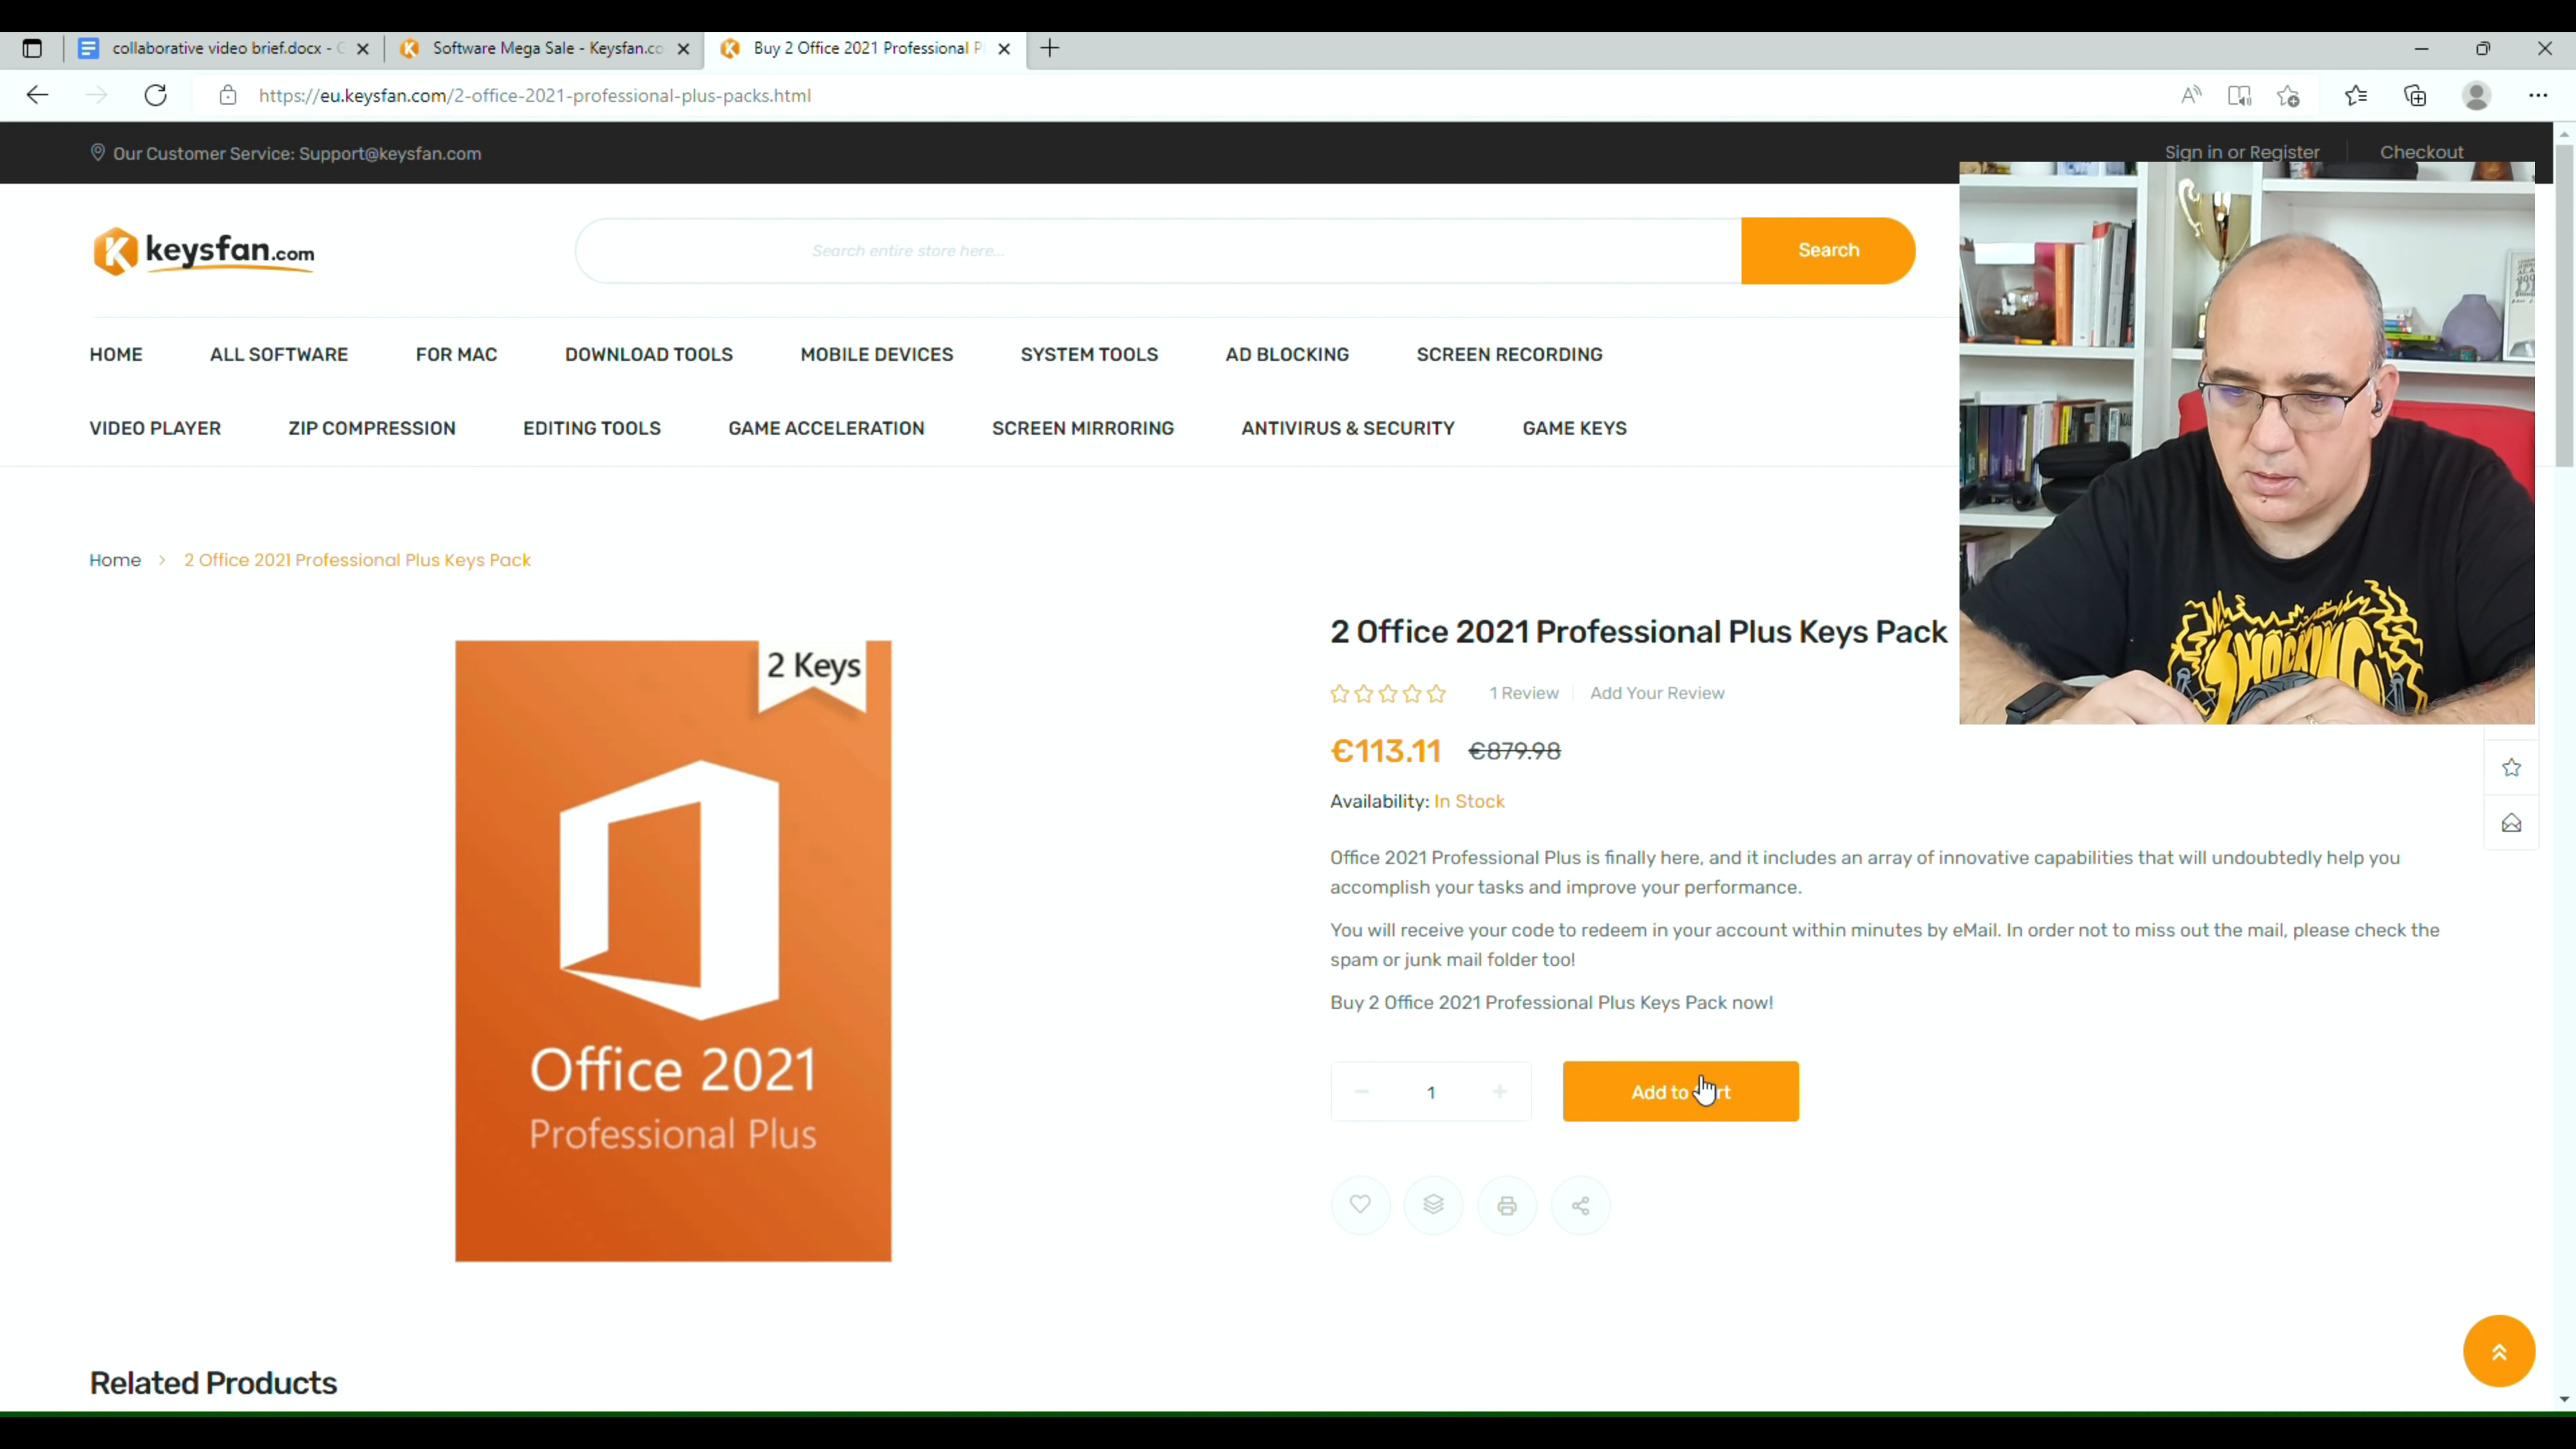 collaborative video brief.docx - G
Software Mega Sale - Keysfan.co
Buy 2 Office 2021 Professional Pl
https://eu.keysfan.com/2-office-2021-professional-plus-packs.html
Our Customer Service: Support@keysfan.com
Sign in or Register
Checkout
keysfan.com
Search entire store here...
Search
HOME
ALL SOFTWARE
FOR MAC
DOWNLOAD TOOLS
MOBILE DEVICES
SYSTEM TOOLS
AD BLOCKING
SCREEN RECORDING
VIDEO PLAYER
ZIP COMPRESSION
EDITING TOOLS
GAME ACCELERATION
SCREEN MIRRORING
ANTIVIRUS & SECURITY
GAME KEYS
Home > 2 Office 2021 Professional Plus Keys Pack
2 Keys
Office 2021
Professional Plus
2 Office 2021 Professional Plus Keys Pack
SHOCKING
1 Review
Add Your Review
€113.11 €879.98
Availability: In Stock
Office 2021 Professional Plus is finally here, and it includes an array of innovative capabilities that will undoubtedly help you
accomplish your tasks and improve your performance.
You will receive your code to redeem in your account within minutes by eMail. In order not to miss out the mail, please check the
spam or junk mail folder too!
Buy 2 Office 2021 Professional Plus Keys Pack now!
1
Add to
Related Products